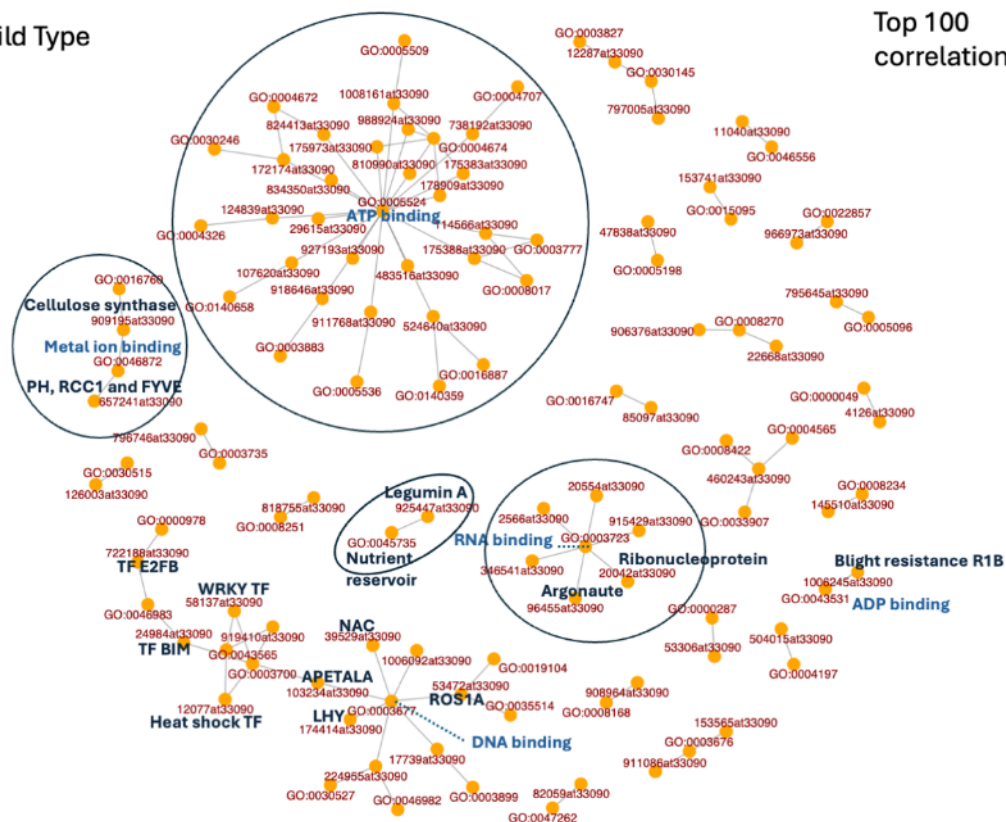 ild Type
Top 100
correlation
GO:0003827
12287at33090
GO:0030145
797005at33090
GO:0005509
1008161at33090
GO:0004707
GO:0004672
988924at33090
824413at33090
738192at33090
GO:0030246
175973at33090
GO:0004674
172174at33090
810990at33090
175383at33090
834350at33090
178909at33090
GO:0005524
ATP binding
124839at33090
GO:0004326
29615at33090
114566at33090
927193at33090
175388at33090
GO:0003777
107620at33090
483516at33090
GO:0008017
918646at33090
GO:0140658
911768at33090
524640at33090
GO:0003883
GO:0016887
GO:0005536
GO:0140359
11040at33090
GO:0046556
153741at33090
GO:0015095
GO:0022857
966973at33090
47838at33090
GO:0005198
795645at33090
GO:0005096
906376at33090
GO:0008270
22668at33090
GO:0016760
Cellulose synthase
909195at33090
Metal ion binding
GO:0046872
PH, RCC1 and FYVE
657241at33090
GO:0016747
85097at33090
GO:0000049
4126at33090
GO:0004565
GO:0008422
460243at33090
GO:0033907
GO:0008234
145510at33090
796746at33090
GO:0003735
GO:0030515
126003at33090
818755at33090
GO:0008251
Legumin A
925447at33090
GO:0045735
Nutrient
reservoir
20554at33090
2566at33090
915429at33090
RNA binding
GO:0003723
346541at33090
Ribonucleoprotein
20042at33090
Argonaute
96455at33090
GO:0000978
722188at33090
TF E2FB
WRKY TF
58137at33090
GO:0046983
24984at33090
919410at33090
TF BIM
GO:0043565
GO:0003700
12077at33090
Heat shock TF
NAC
39529at33090
1006092at33090
GO:0019104
APETALA
103234at33090
53472at33090
ROS1A
GO:0035514
LHY
GO:0003677
174414at33090
DNA binding
17739at33090
224955at33090
GO:0030527
GO:0046982
GO:0003899
82059at33090
GO:0047262
Blight resistance R1B
1006245at33090
GO:0043531
ADP binding
GO:0000287
53306at33090
504015at33090
GO:0004197
908964at33090
GO:0008168
153565at33090
GO:0003676
911086at33090